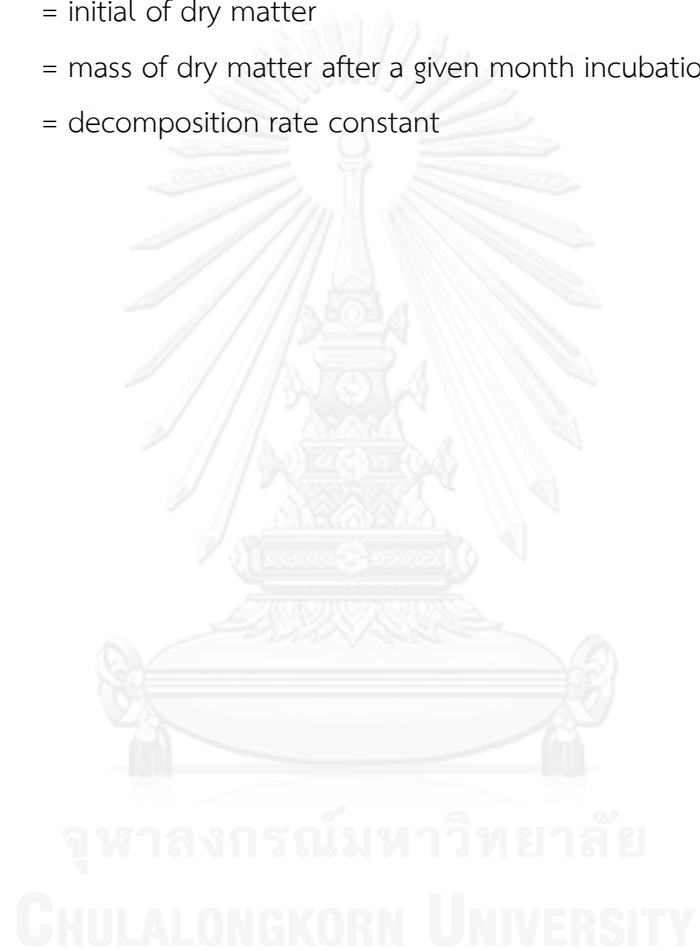 = initial of dry matter
= mass of dry matter after a given month incubatio
= decomposition rate constant
จุฬาลงกรณ์มหาวิทยาลัย
CHULALONGKORN UNIVERSITY